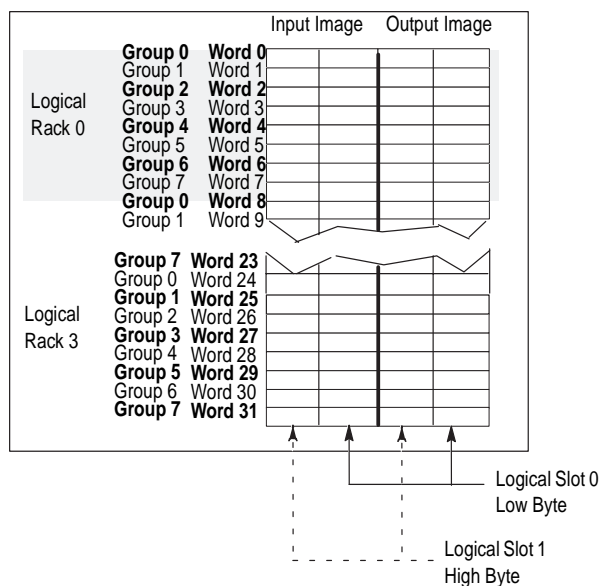 Input Image Output Image
Group 0 Word 0
Group 1 Word 1
Group 2 Word 2
Logical
Rack 0
Group 3 Word 3
Group 4 Word 4
Group 5 Word 5
Group 6 Word 6
Group 7 Word 7
Group 0 Word 8
Group 1 Word 9
Group 7 Word 23
Group 0 Word 24
Group 1 Word 25
Logical
Rack 3
Group 2 Word 26
Group 3 Word 27
Group 4 Word 28
Group 5 Word 29
Group 6 Word 30
Group 7 Word 31
Logical Slot 0
Low Byte
Logical Slot 1
High Byte